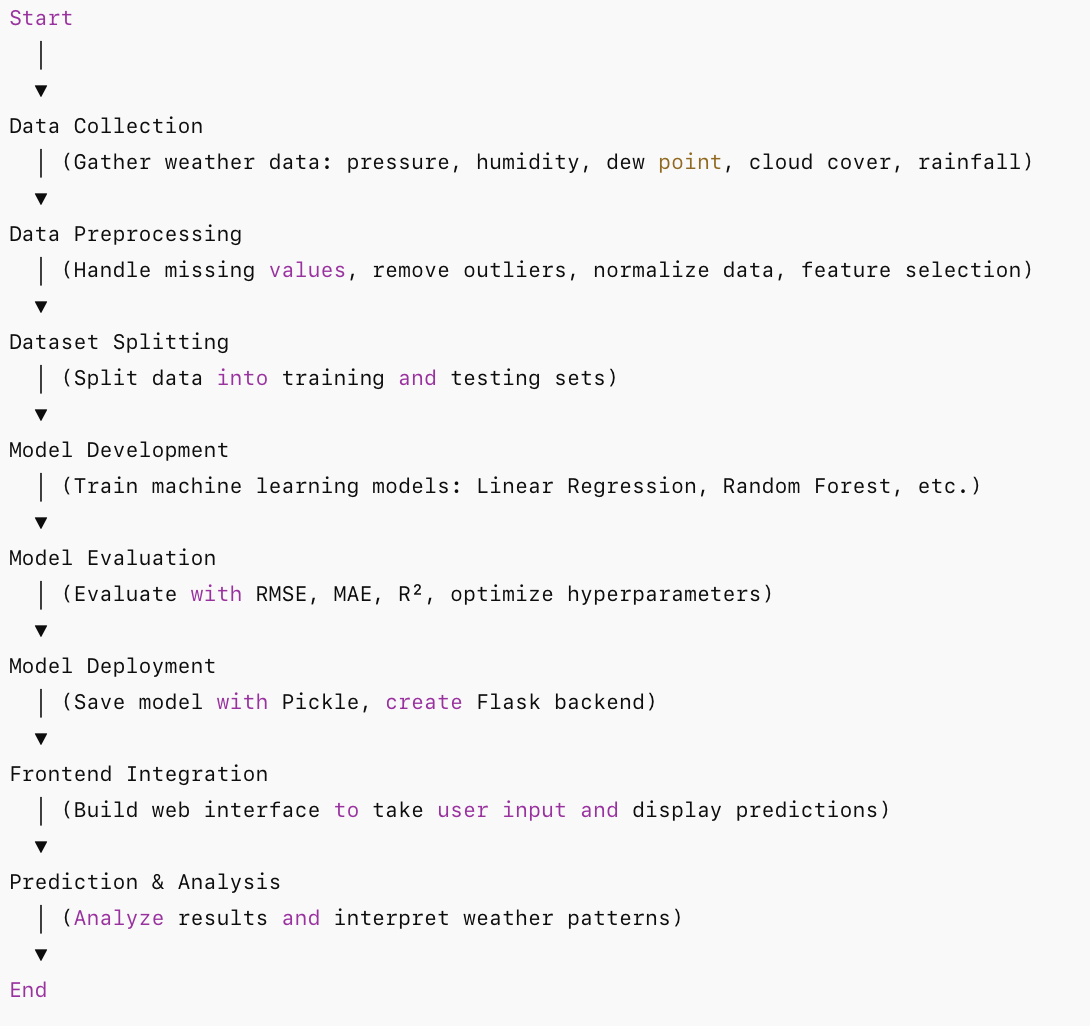 Start
│
▼
Data Collection
│ (Gather weather data: pressure, humidity, dew point, cloud cover, rainfall)
▼
Data Preprocessing
│ (Handle missing values, remove outliers, normalize data, feature selection)
▼
Dataset Splitting
│ (Split data into training and testing sets)
▼
Model Development
│ (Train machine learning models: Linear Regression, Random Forest, etc.)
▼
Model Evaluation
│ (Evaluate with RMSE, MAE, R², optimize hyperparameters)
▼
Model Deployment
│ (Save model with Pickle, create Flask backend)
▼
Frontend Integration
│ (Build web interface to take user input and display predictions)
▼
Prediction & Analysis
│ (Analyze results and interpret weather patterns)
▼
End